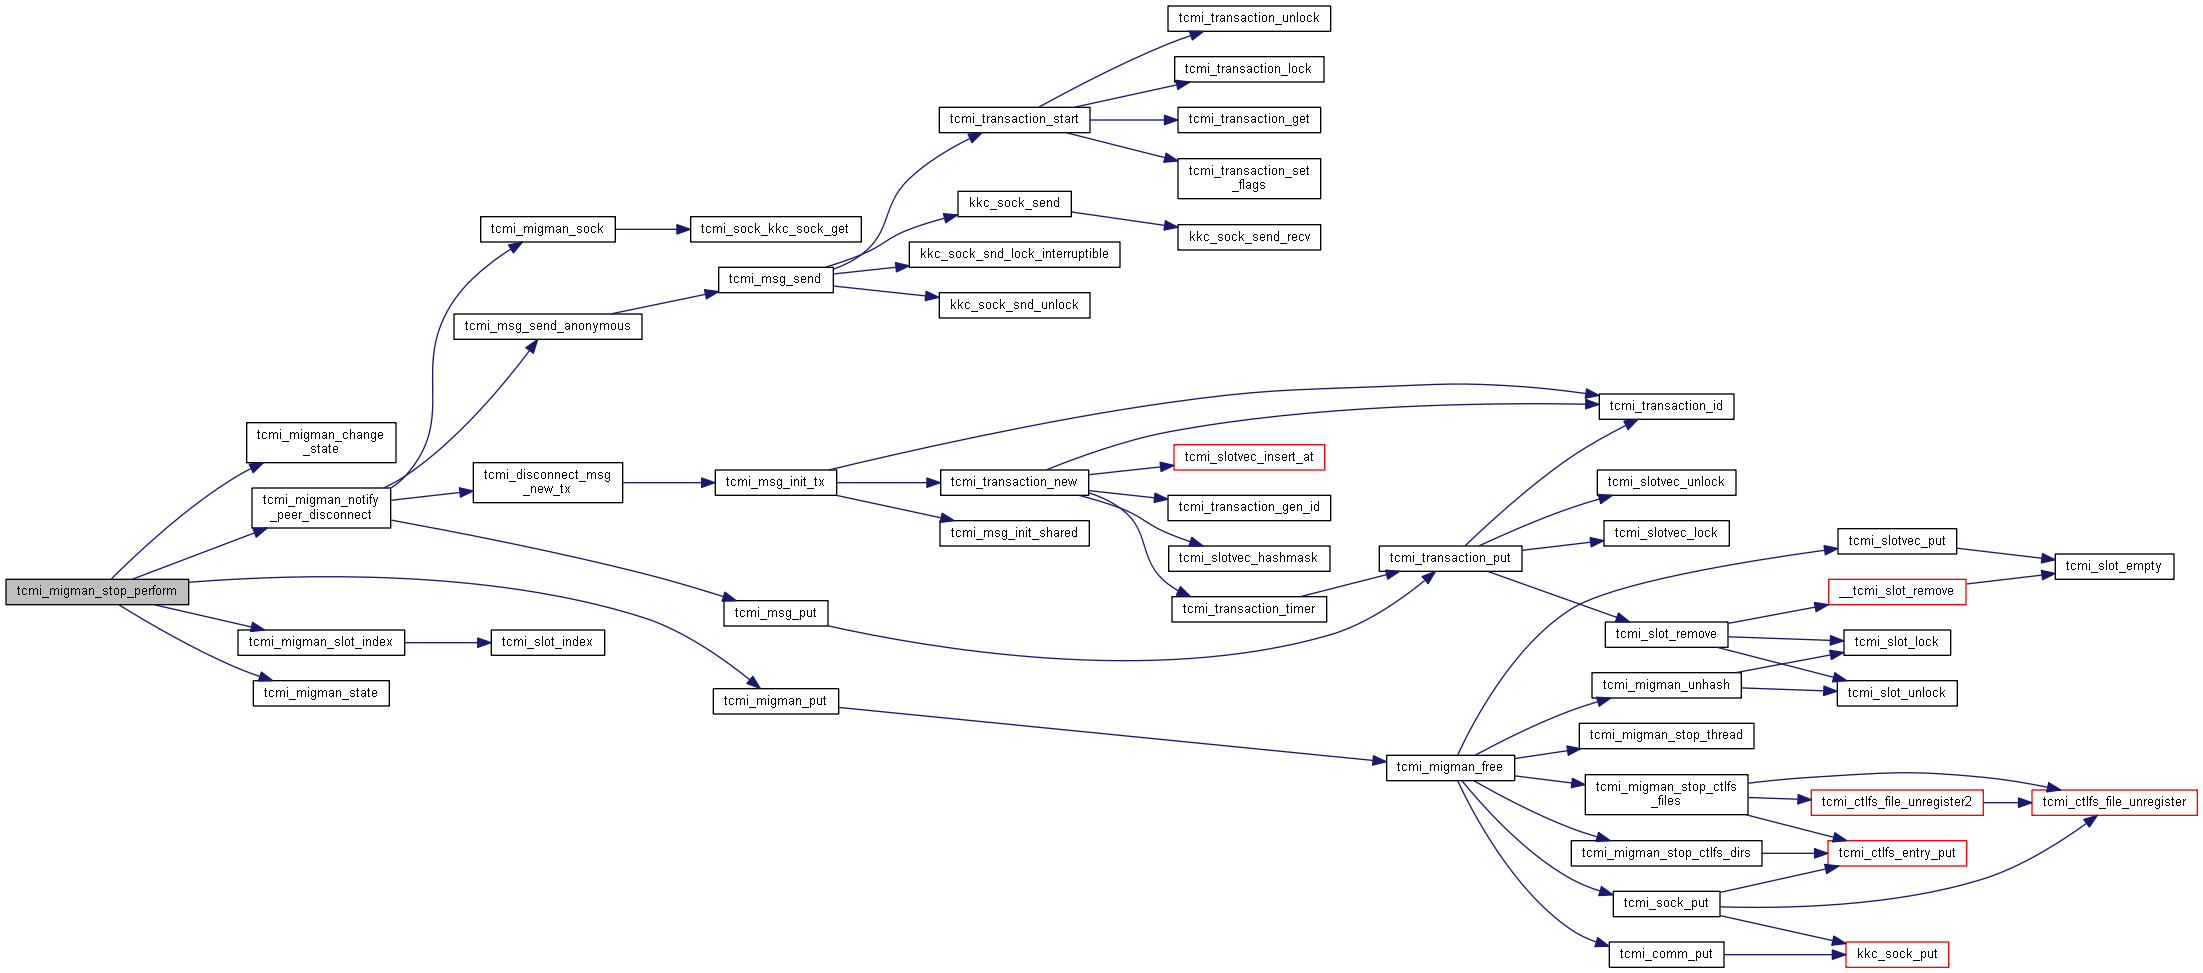 tcmi_transaction_unlock
tcmi_transaction_lock
tcmi_transaction_start
tcmi_transaction_get
tcmi_transaction_set
_flags
kkc_sock_send
tcmi_migman_sock
tcmi_sock_kkc_sock_get
kkc_sock_send_recv
kkc_sock_snd_lock_interruptible
tcmi_msg_send
kkc_sock_snd_unlock
tcmi_msg_send_anonymous
tcmi_transaction_id
tcmi_migman_change
_state
tcmi_slotvec_insert_at
tcmi_disconnect_msg
_new_tx
tcmi_msg_init_tx
tcmi_transaction_new
tcmi_slotvec_unlock
tcmi_migman_notify
_peer_disconnect
tcmi_transaction_gen_id
tcmi_msg_init_shared
tcmi_slotvec_lock
tcmi_slotvec_put
tcmi_slotvec_hashmask
tcmi_transaction_put
tcmi_slot_empty
tcmi_migman_stop_perform
__tcmi_slot_remove
tcmi_transaction_timer
tcmi_msg_put
tcmi_slot_remove
tcmi_migman_slot_index
tcmi_slot_index
tcmi_slot_lock
tcmi_migman_unhash
tcmi_migman_state
tcmi_slot_unlock
tcmi_migman_put
tcmi_migman_stop_thread
tcmi_migman_free
tcmi_migman_stop_ctlfs
_files
tcmi_ctlfs_file_unregister2
tcmi_ctlfs_file_unregister
tcmi_migman_stop_ctlfs_dirs
tcmi_ctlfs_entry_put
tcmi_sock_put
tcmi_comm_put
kkc_sock_put